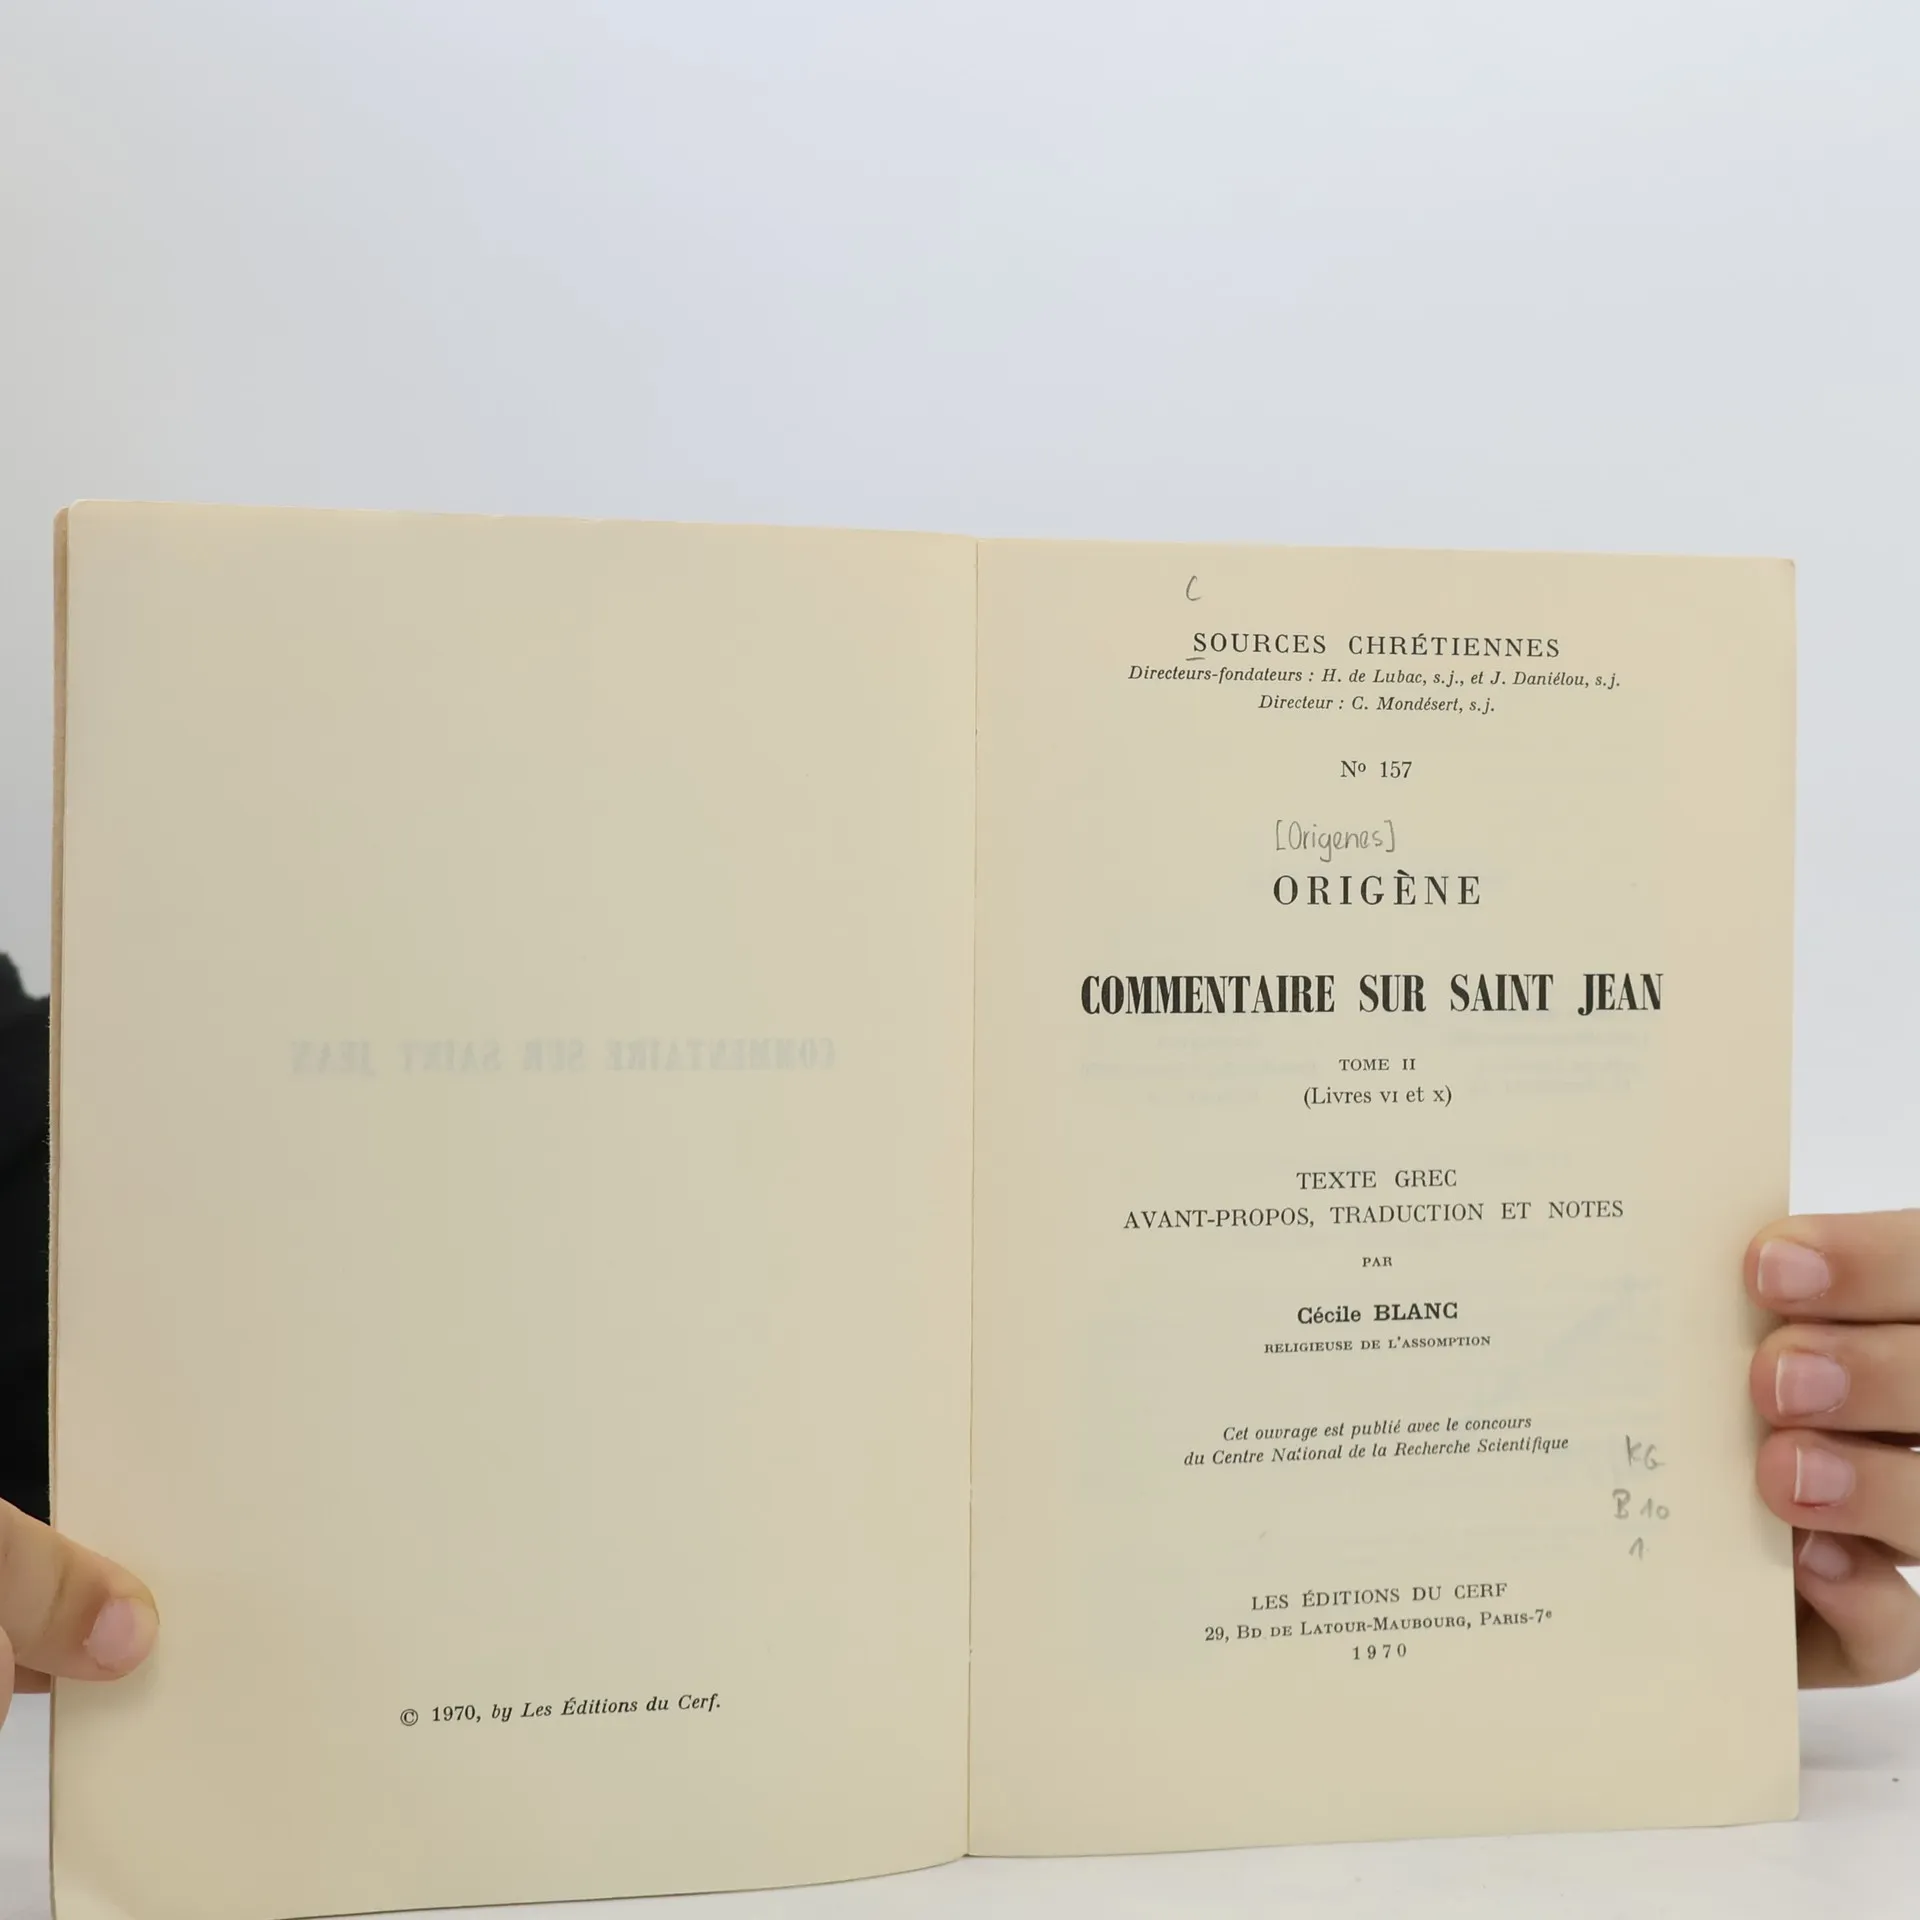 © 1970, by Les Éditions du Cerf.
C
SOURCES CHRÉTIENNES
Directeurs-fondateurs : H. de Lubac, s.j., et J. Daniélou, s.j.
Directeur : C. Mondésert, s.j.
Nº 157
[Origenes]
ORIGÈNE
COMMENTAIRE SUR SAINT JEAN
TOME II
(Livres VI et X)
TEXTE GREC
AVANT-PROPOS, TRADUCTION ET NOTES
PAR
Cécile BLANC
RELIGIEUSE DE L'ASSOMPTION
Cet ouvrage est publié avec le concours
du Centre National de la Recherche Scientifique
KG
B 10
1
LES ÉDITIONS DU CERF
29, BD DE LATOUR-MAUBOURG, PARIS-7e
1970